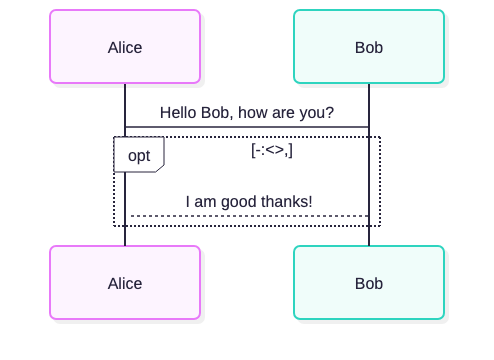 Alice
Bob
Hello Bob, how are you?
opt
[-:<>,]
I am good thanks!
Alice
Bob